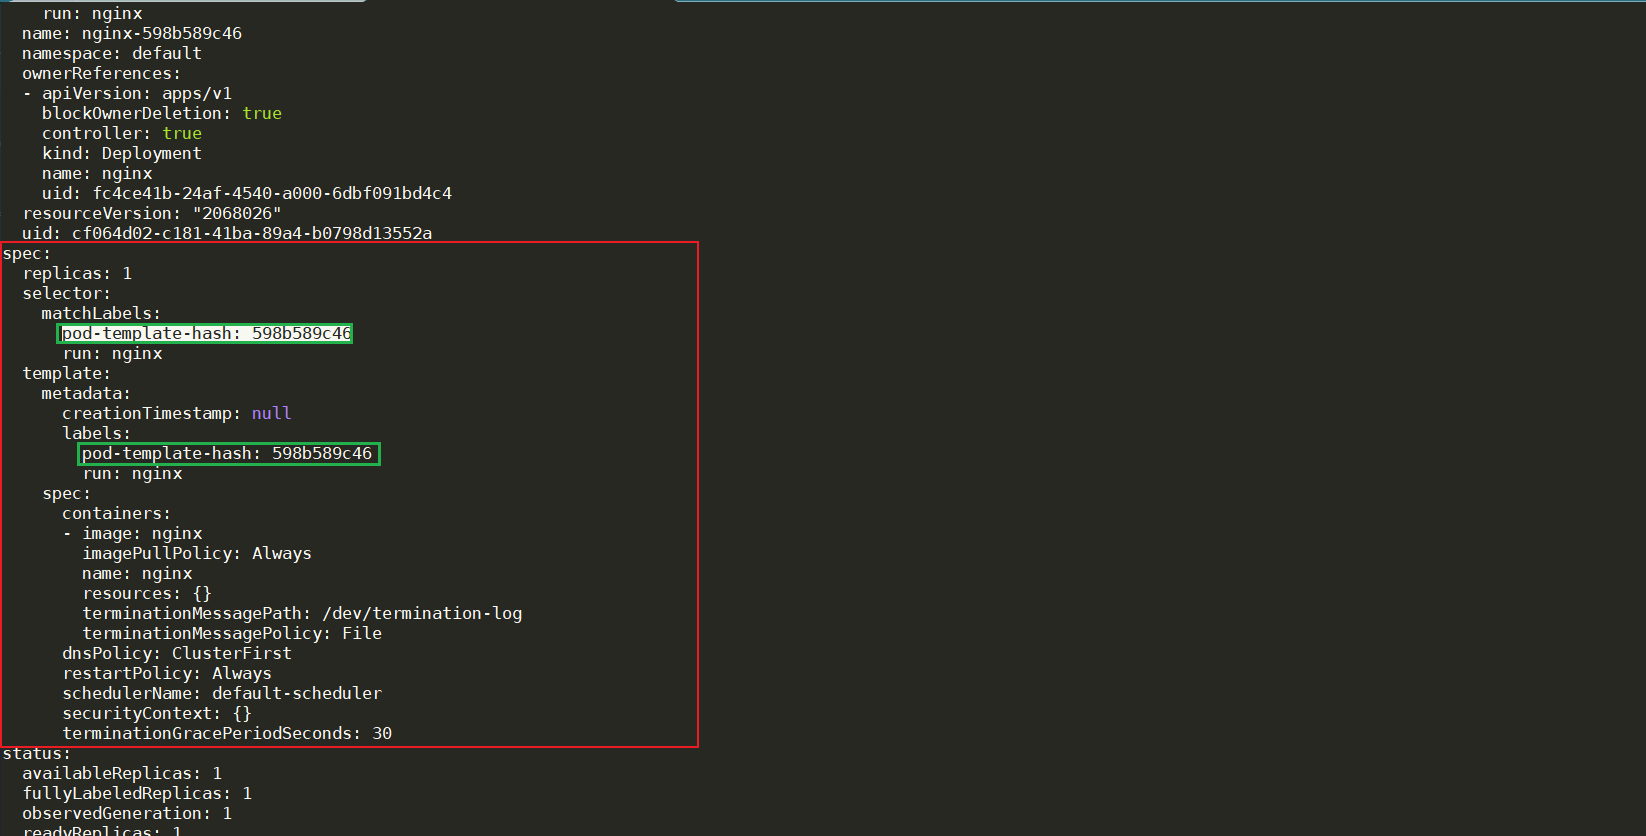 run: nginx
name: nginx-598b589c46
namespace: default
ownerReferences:
- apiVersion: apps/v1
blockOwnerDeletion: true
controller: true
kind: Deployment
name: nginx
uid: fc4ce41b-24af-4540-a000-6dbf091bd4c4
resourceVersion: "2068026"
uid: cf064d02-c181-41ba-89a4-b0798d13552a
spec:
replicas: 1
selector:
matchLabels:
pod-template-hash: 598b589c46
run: nginx
template:
metadata:
creationTimestamp: null
labels:
pod-template-hash: 598b589c46
run: nginx
spec:
containers:
- image: nginx
imagePullPolicy: Always
name: nginx
resources: {}
terminationMessagePath: /dev/termination-log
terminationMessagePolicy: File
dnsPolicy: ClusterFirst
restartPolicy: Always
schedulerName: default-scheduler
securityContext: {}
terminationGracePeriodSeconds: 30
status:
availableReplicas: 1
fullyLabeledReplicas: 1
observedGeneration: 1
readyReplicas: 1